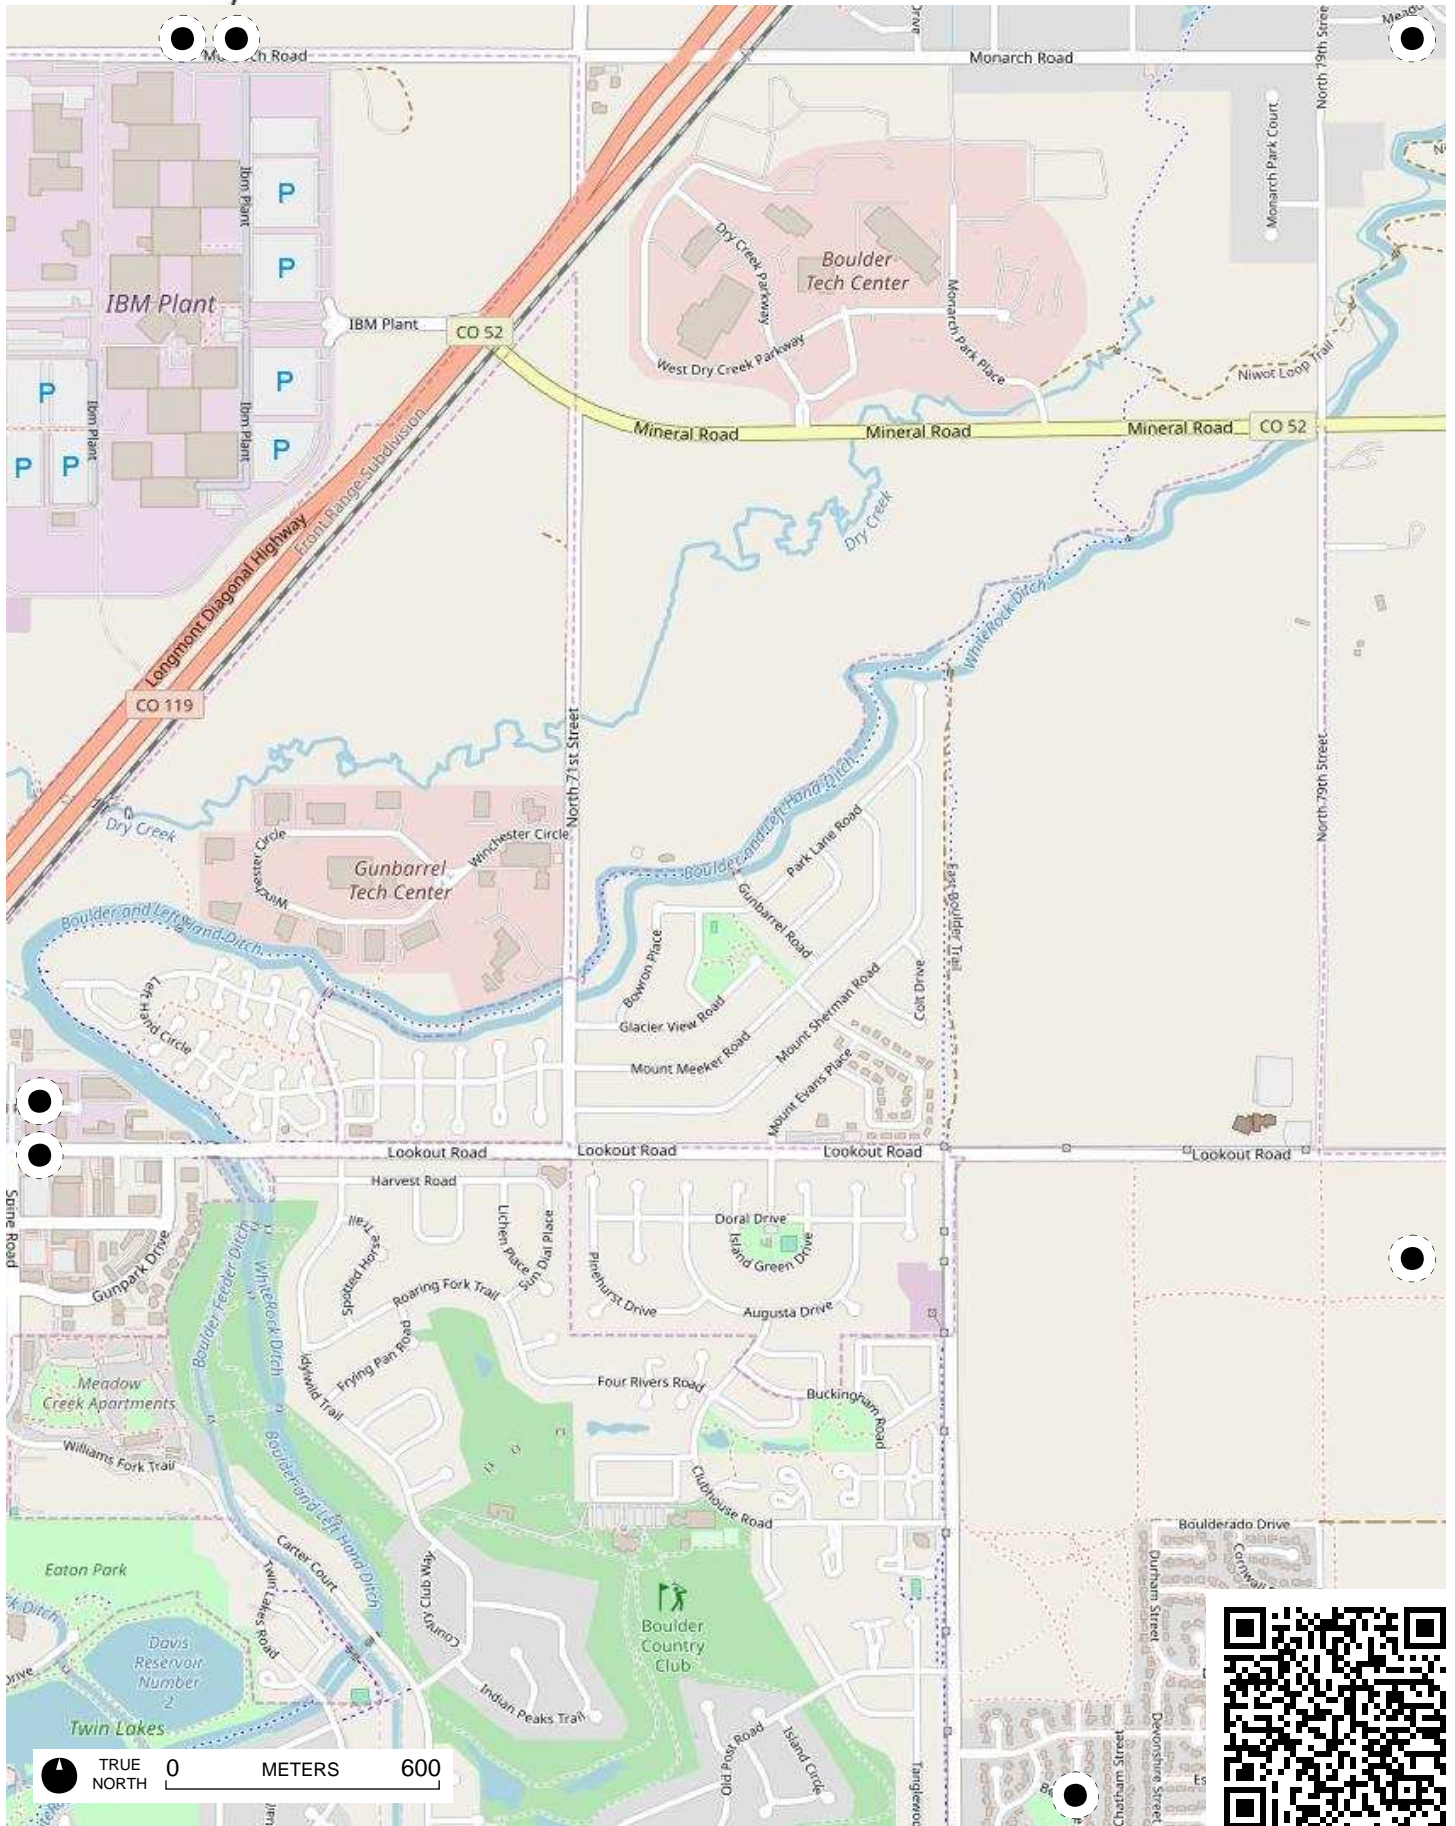 Monarch Road
Monarch Road
North 79th Street
Monarch Park Court
Ibm Plant
P
P
Dry Creek Parkway
Boulder
Tech Center
IBM Plant
IBM Plant
CO 52
Monarch Park Place
West Dry Creek Parkway
Niwot Loop Trail
P
P
Ibm Plant
Ibm Plant
Mineral Road
Mineral Road
Mineral Road
CO 52
P
P
P
Front Range Subdivision
Dry Creek
Longmont Diagonal Highway
WhiteRock Ditch
CO 119
North 71st Street
North 79th Street
Boulder and Left Hand Ditch
Dry Creek
Winchester Circle
Winchester Circle
Park Lane Road
Gunbarrel
Tech Center
Boulder and Left Hand Ditch
Gunbarrel Road
East Boulder Trail
Bowron Place
Colt Drive
Left Hand Circle
Glacier View Road
Mount Sherman Road
Mount Meeker Road
Mount Evans Place
Lookout Road
Lookout Road
Lookout Road
Lookout Road
Harvest Road
Spine Road
Spotted Horse Trail
Lichen Place
Sun Dial Place
Doral Drive
Island Green Drive
Gunpark Drive
Boulder Feeder Ditch
WhiteRock Ditch
Roaring Fork Trail
Pinehurst Drive
Augusta Drive
Frying Pan Road
Idylwild Trail
Meadow
Creek Apartments
Four Rivers Road
Buckingham Road
Williams Fork Trail
Boulder and Left Hand Ditch
Clubhouse Road
Boulderado Drive
Eaton Park
Carter Court
Twin Lakes Road
Country Club Way
Durham Street
Cornwall
Boulder
Country
Club
Davis
Reservoir
Number
2
Twin Lakes
Indian Peaks Trail
Old Post Road
Island Circle
Chatham Street
Devonshire Street
Tanglewood
TRUE
NORTH
0 METERS 600